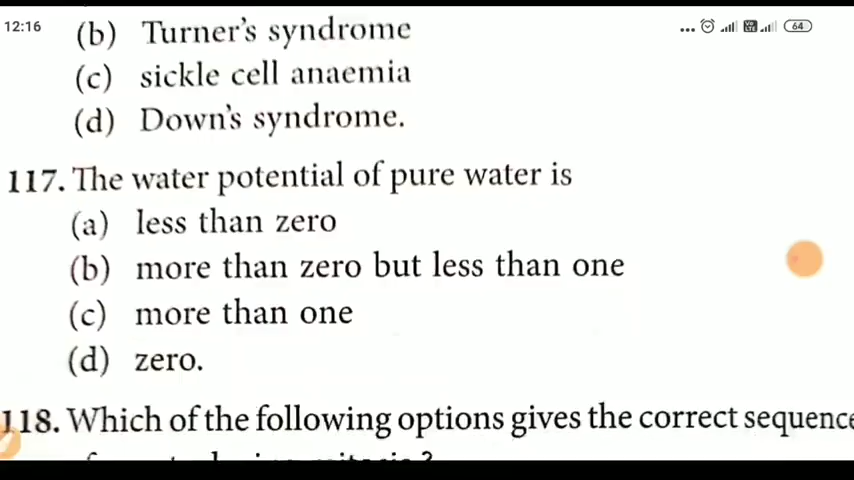 12:16
64
(b) Turner's syndrome
(c) sickle cell anaemia
(d) Down's syndrome.
117. The water potential of pure water is
(a) less than zero
(b) more than zero but less than one
(c) more than one
(d) zero.
118. Which of the following options gives the correct sequence